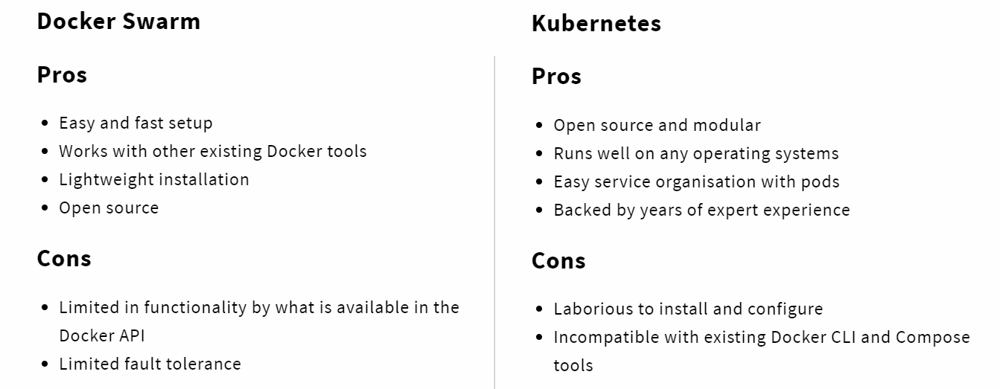 Docker Swarm
Pros
Easy and fast setup
Works with other existing Docker tools
Lightweight installation
Open source
Cons
Limited in functionality by what is available in the
Docker API
Limited fault tolerance
Kubernetes
Pros
Open source and modular
Runs well on any operating systems
Easy service organisation with pods
Backed by years of expert experience
Cons
Laborious to install and configure
Incompatible with existing Docker CLI and Compose
tools